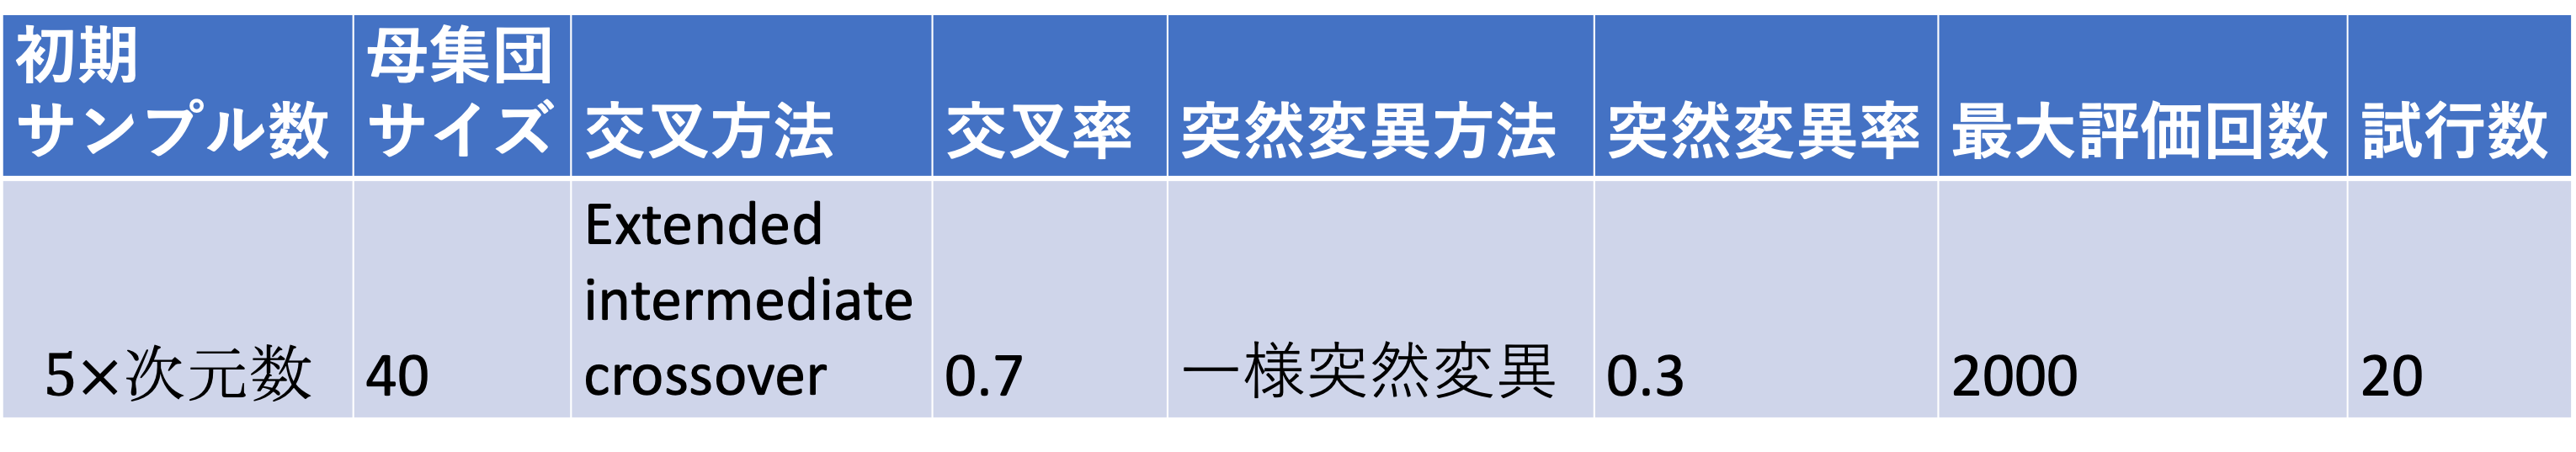 初期
サンプル数
母集団
サイズ
交叉方法
交叉率
突然変異方法
突然変異率
最大評価回数
試行数
5×次元数
40
Extended
intermediate
crossover
0.7
一様突然変異
0.3
2000
20